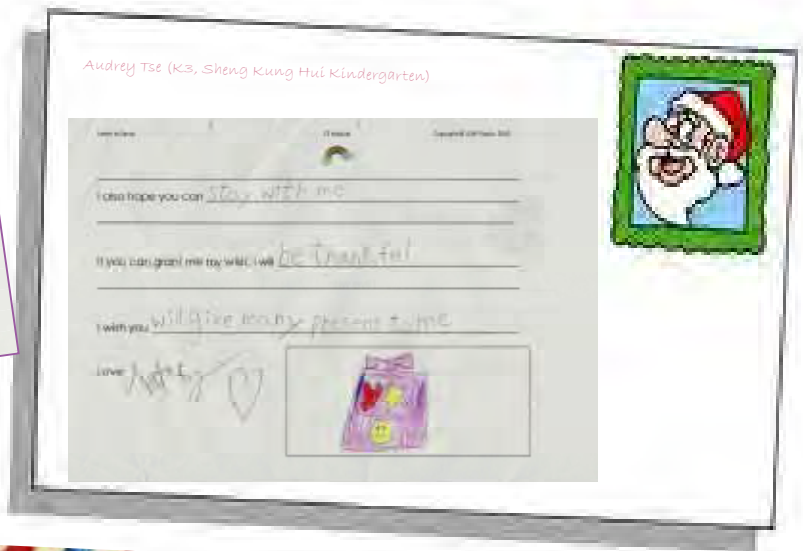 Audrey Tse (K3, Sheng Kung Hui Kindergarten)
I also hope you can stay with me
If you can grant me my wish, I will be thankful
I wish you will give many present to me
Love